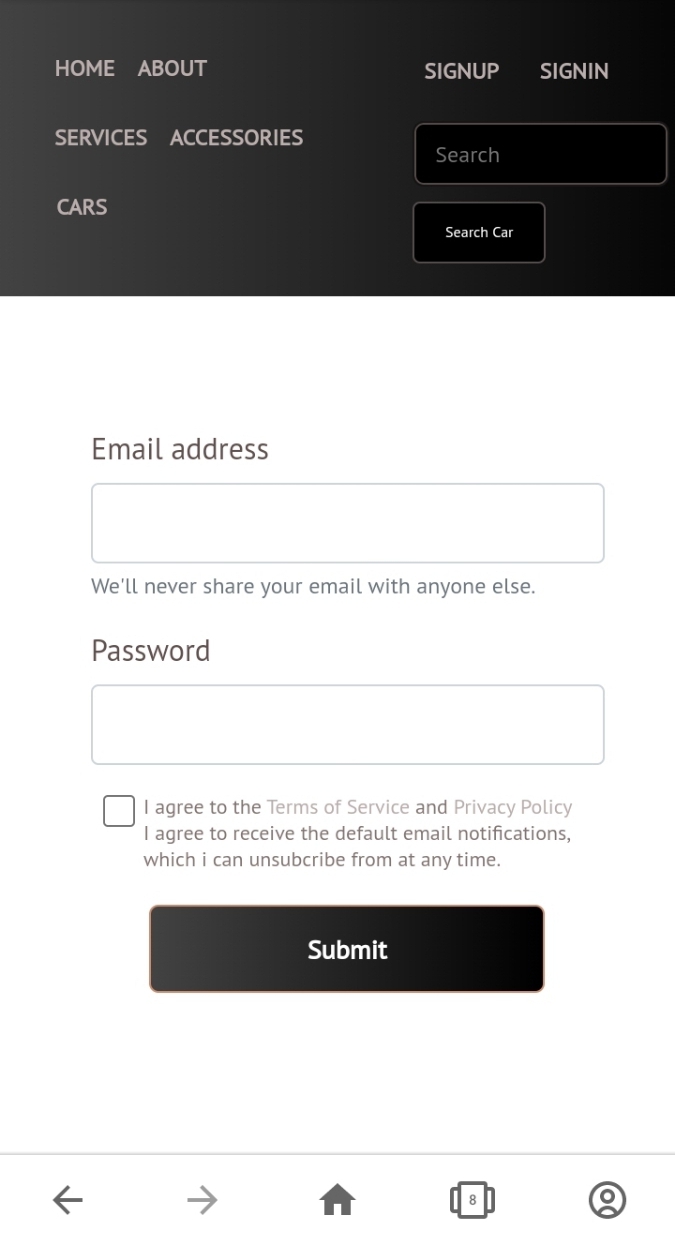 HOME ABOUT
SERVICES ACCESSORIES
CARS
SIGNUP SIGNIN
Search
Search Car
Email address
We'll never share your email with anyone else.
Password
I agree to the Terms of Service and Privacy Policy
I agree to receive the default email notifications,
which i can unsubcribe from at any time.
Submit
8